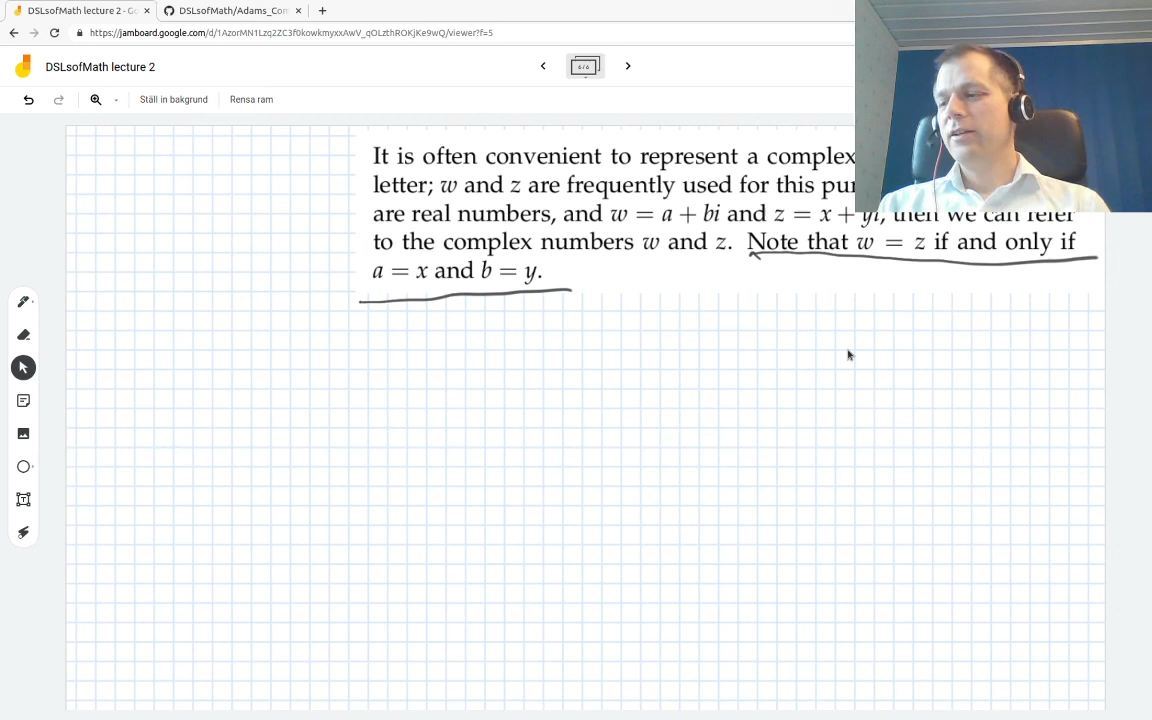 DSLsofMath lecture 2 - Go
DSLsofMath/Adams_Con
https://jamboard.google.com/d/1AzorMN1Lzq2ZC3f0kowkmyxxAwV_qOLzthROKjKe9wQ/viewer?f=5
DSLsofMath lecture 2
6/6
Ställ in bakgrund Rensa ram
It is often convenient to represent a complex
letter; w and z are frequently used for this pur
are real numbers, and w = a + bi and z = x + yi, then we can refer
to the complex numbers w and z. Note that w = z if and only if
a = x and b = y.